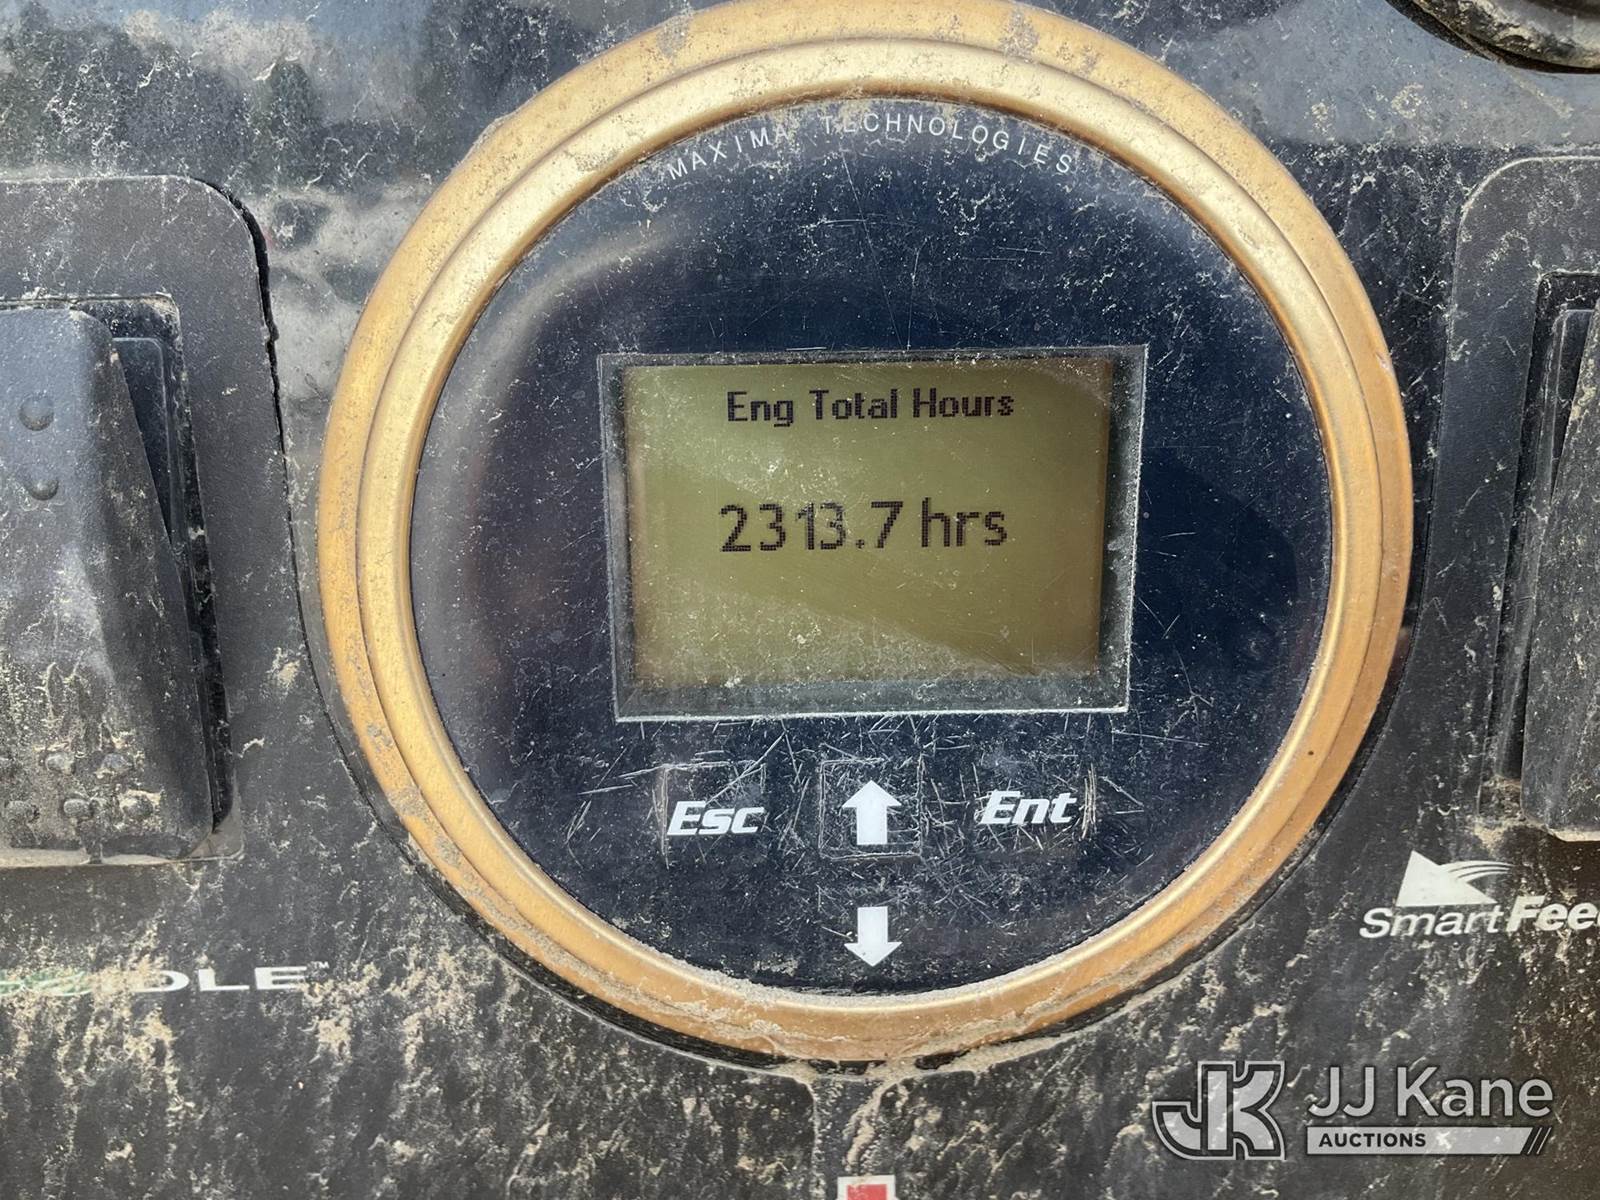 MAXIMA TECHNOLOGIES
Eng Total Hours
2313.7 hrs
Esc
Ent
SmartFee
JJ Kane
AUCTIONS